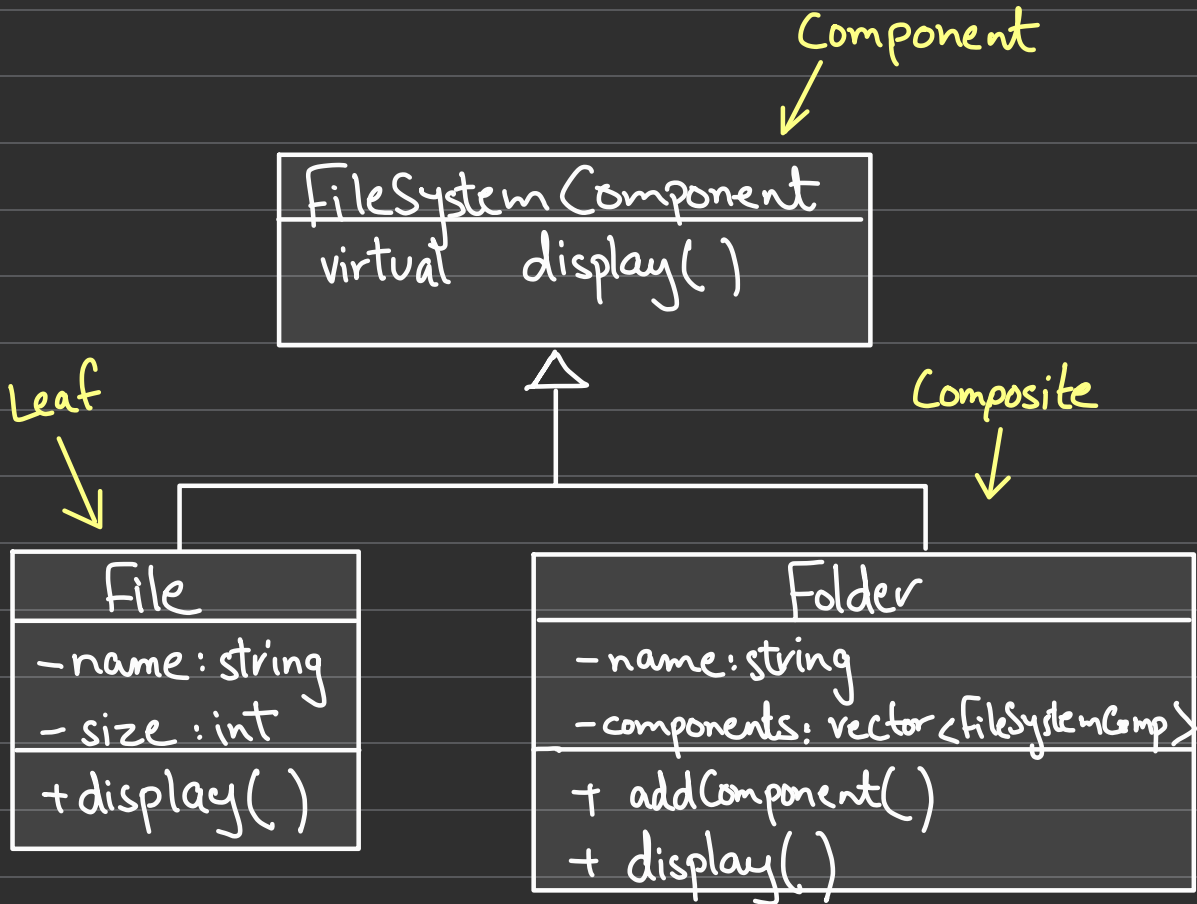 Component
FileSystemComponent
virtual display()
Leaf
Composite
File
-name: string
-size: int
+display()
Folder
-name: string
-components: vector<FileSystemComp>
+ addComponent()
+ display()